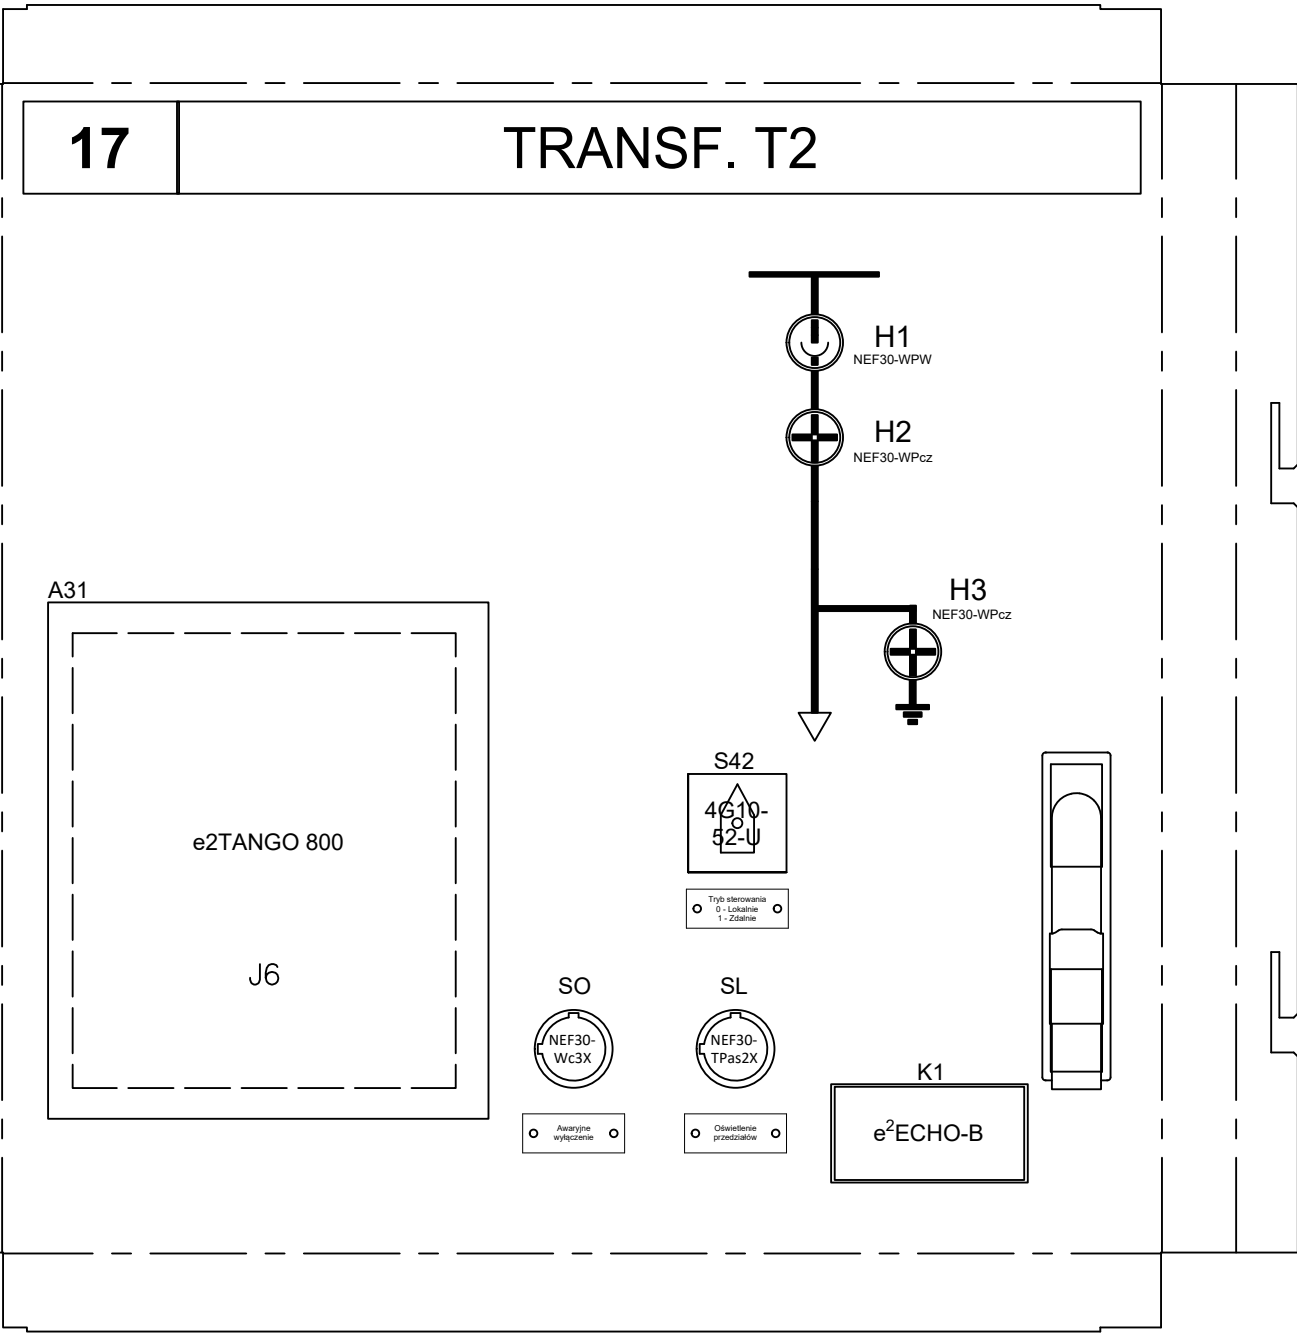 17
TRANSF. T2
H1
NEF30-WPW
H2
NEF30-WPcz
A31
H3
NEF30-WPcz
S42
4G10-
52-U
e2TANGO 800
Tryb sterowania
0 - Lokalnie
1 - Zdalnie
J6
SO
SL
NEF30-
Wc3X
NEF30-
TPas2X
K1
e²ECHO-B
Awaryjne
wyłączenie
Oświetlenie
przedziałów